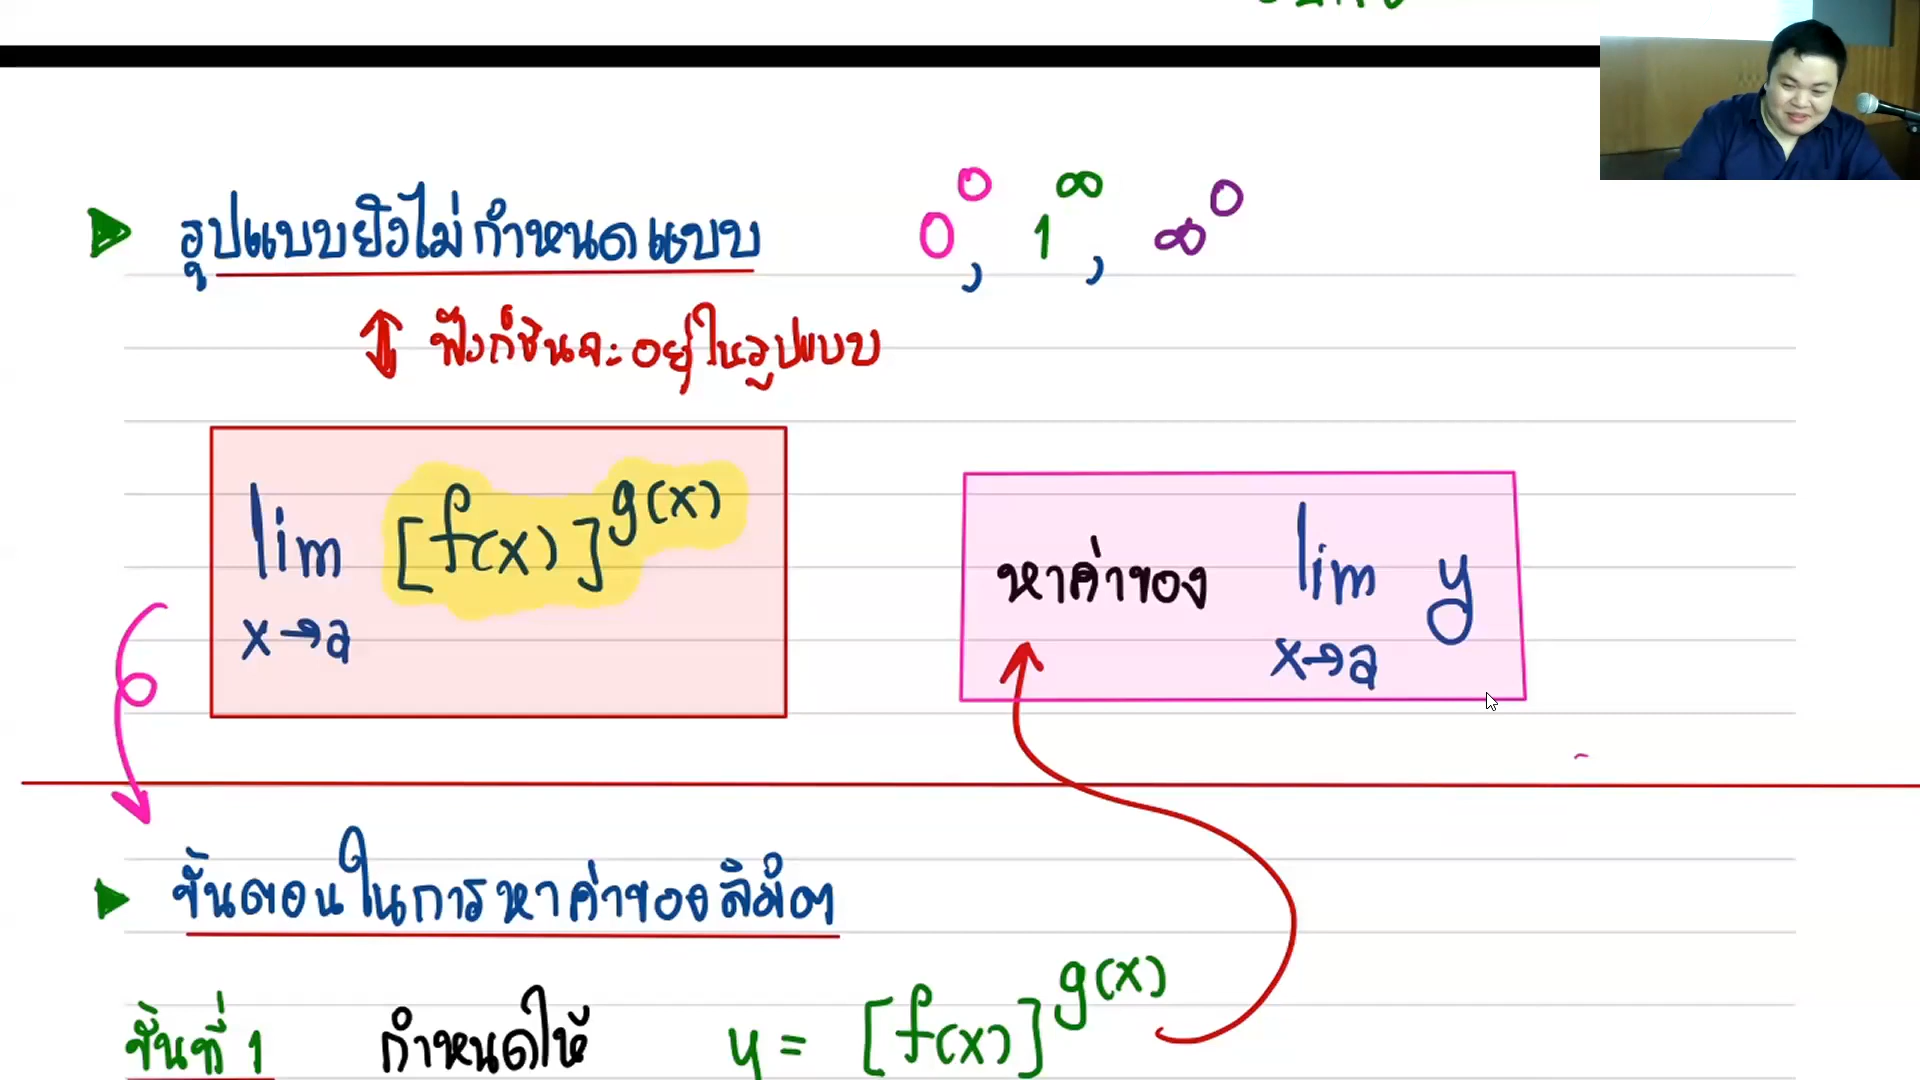 รูปแบบยังไม่กำหนดแบบ 0^0, 1^∞, ∞^0
⇕ ฟังก์ชันจะอยู่ในรูปแบบ
lim [f(x)]^g(x)
x→a
หาค่าของ lim y
x→a
ขั้นตอนในการหาค่าของลิมิต
ขั้นที่ 1 กำหนดให้ y = [f(x)]^g(x)